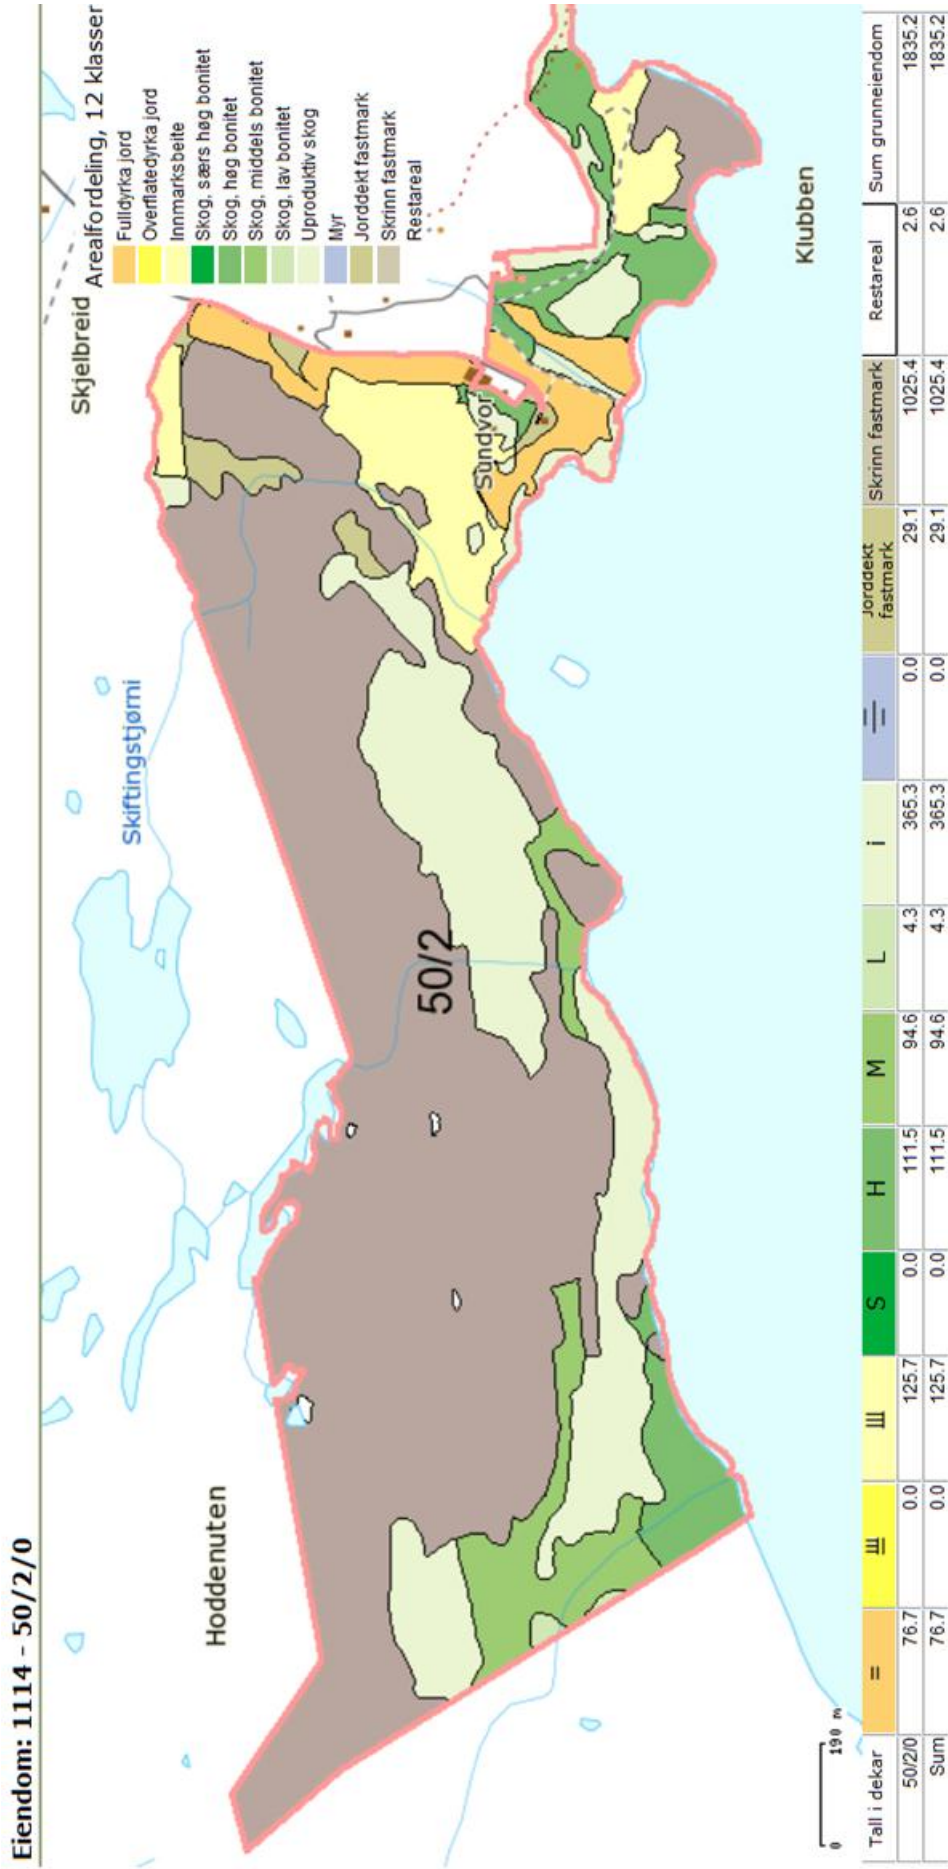 Eiendom: 1114 - 50/2/0
Arealfordeling, 12 klasser
Fulldyrka jord
Overflatedyrka jord
Innmarksbeite
Skog, særs høg bonitet
Skog, høg bonitet
Skog, middels bonitet
Skog, lav bonitet
Uproduktiv skog
Myr
Jorddekt fastmark
Skrinn fastmark
Restareal
Skjelbreid
Skiftingstjørni
Hoddenuten
50/2
Sundvor
Klubben
0 190 m
Tall i dekar S H M L i Jorddekt fastmark Skrinn fastmark Restareal Sum grunneiendom
50/2/0 76.7 0.0 125.7 0.0 111.5 94.6 4.3 365.3 0.0 29.1 1025.4 2.6 1835.2
Sum 76.7 0.0 125.7 0.0 111.5 94.6 4.3 365.3 0.0 29.1 1025.4 2.6 1835.2